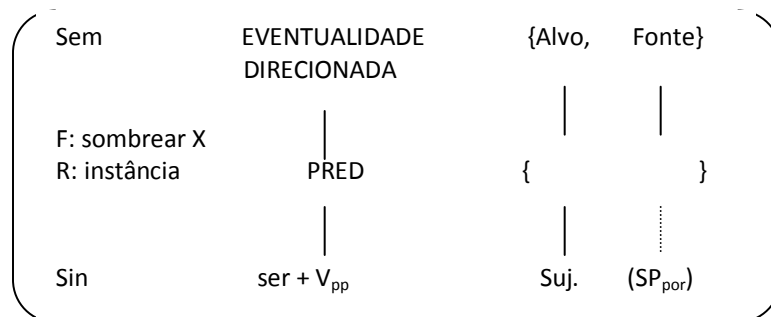 Sem EVENTUALIDADE {Alvo, Fonte}
DIRECIONADA
F: sombrear X
R: instância PRED { }
Sin ser + Vpp Suj. (SPpor)